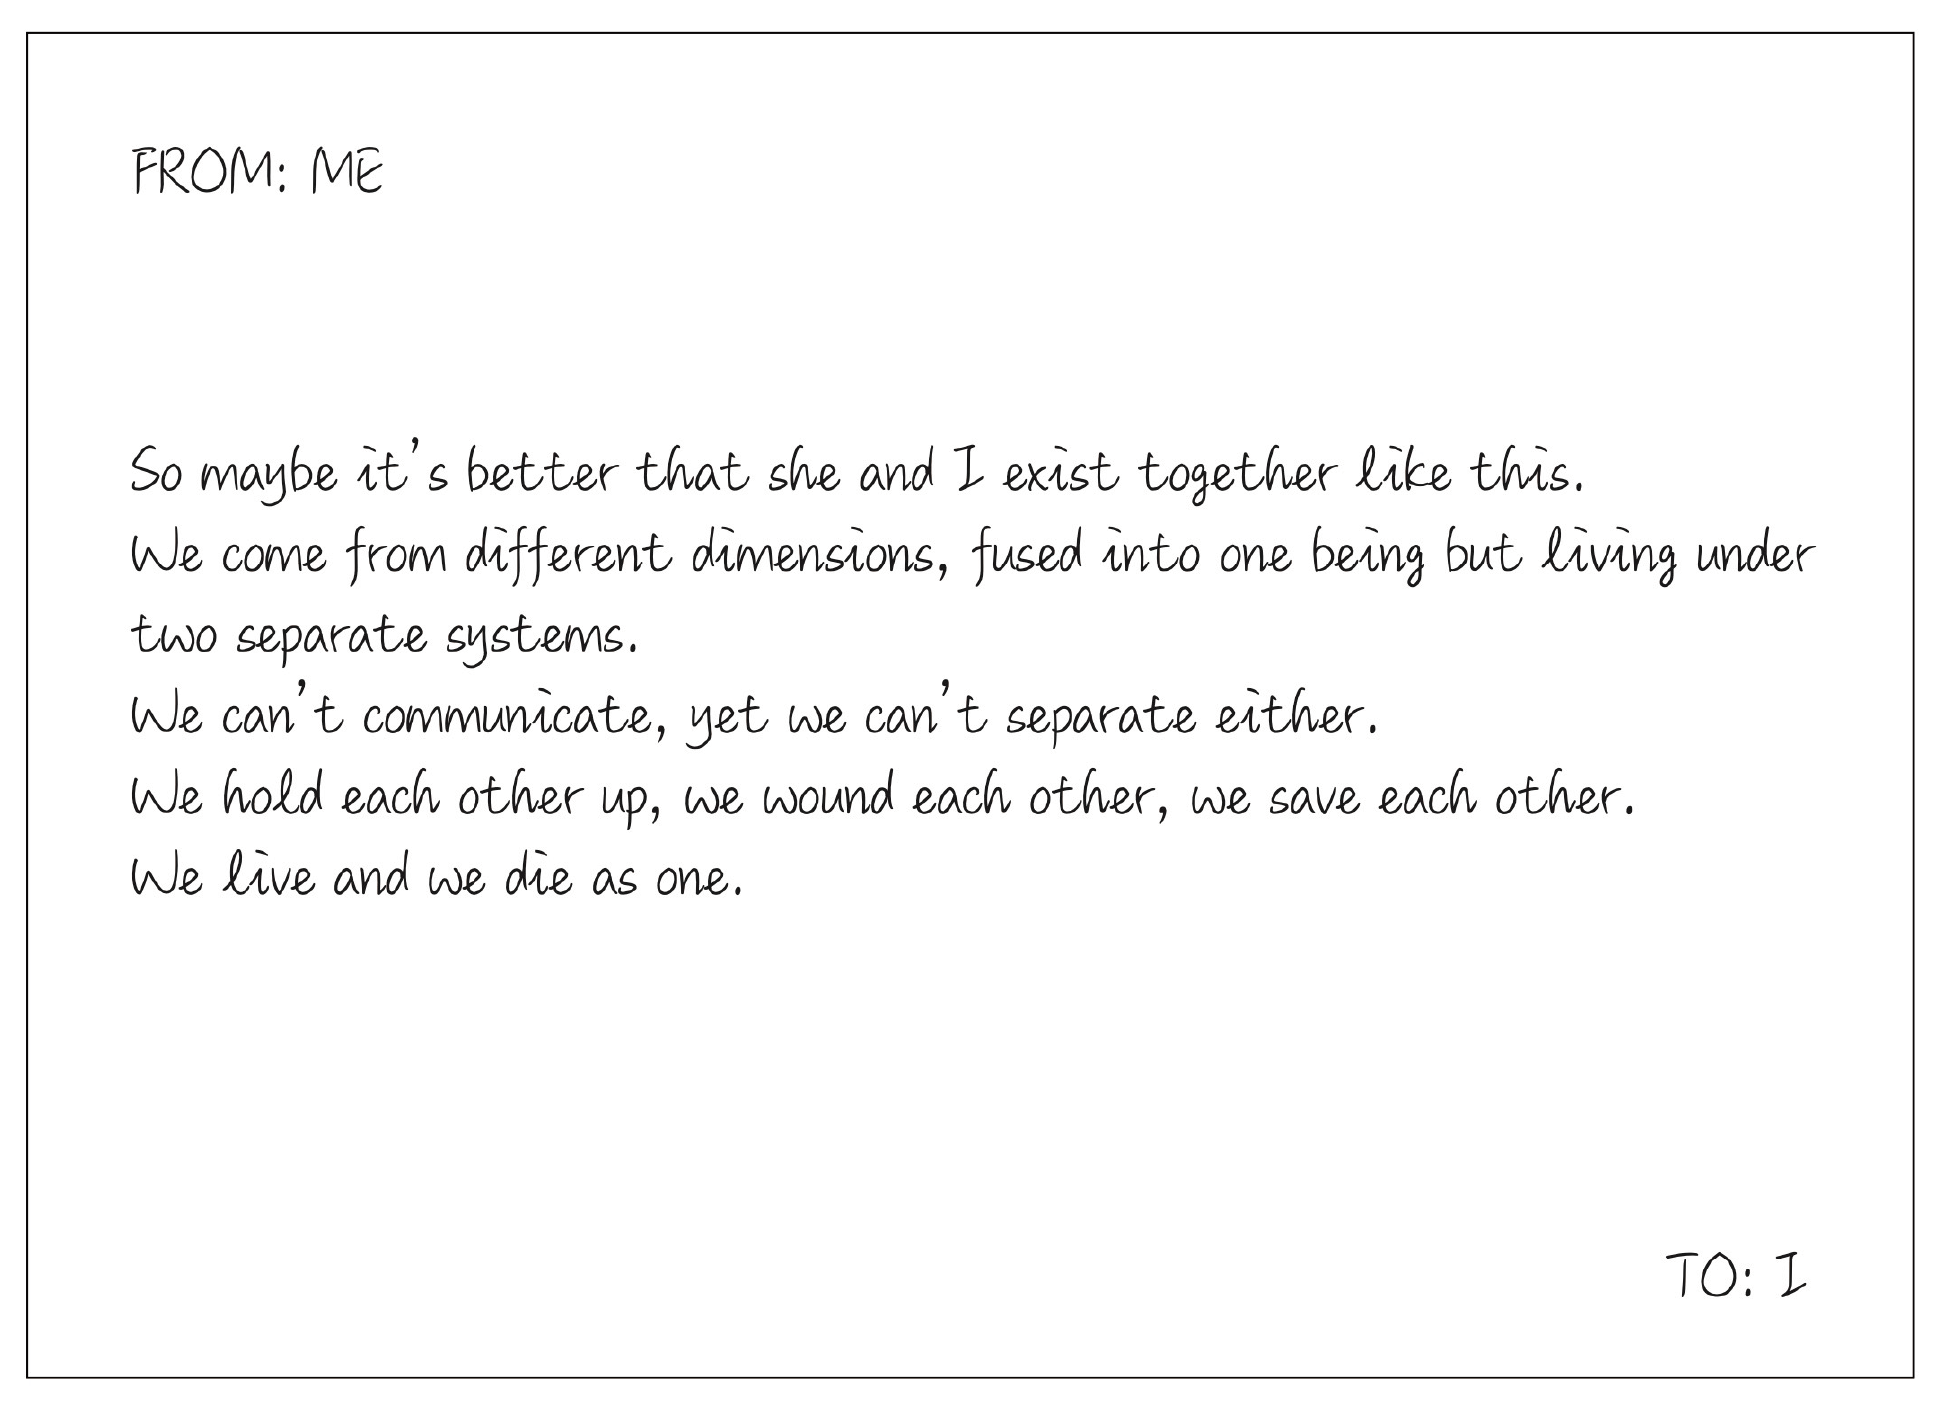 FROM: ME
So maybe it's better that she and I exist together like this.
We come from different dimensions, fused into one being but living under
two separate systems.
We can't communicate, yet we can't separate either.
We hold each other up, we wound each other, we save each other.
We live and we die as one.
TO: I